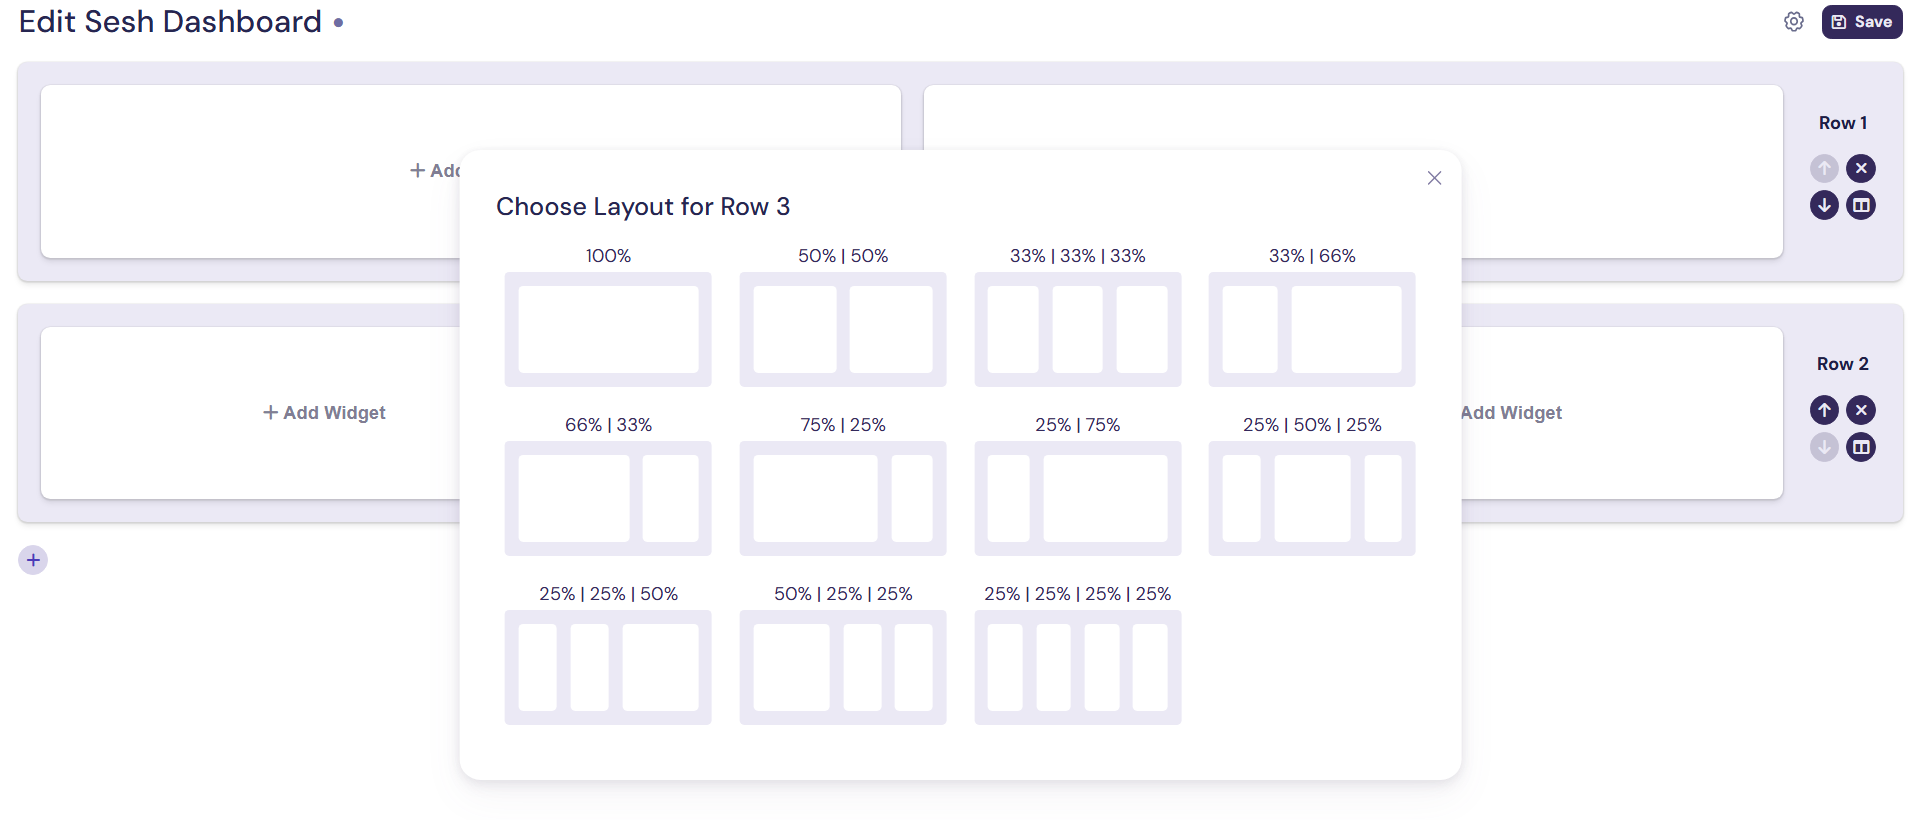 Edit Sesh Dashboard
Save
Row 1
+ Add
Choose Layout for Row 3
100%
50% | 50%
33% | 33% | 33%
33% | 66%
Row 2
+ Add Widget
Add Widget
66% | 33%
75% | 25%
25% | 75%
25% | 50% | 25%
25% | 25% | 50%
50% | 25% | 25%
25% | 25% | 25% | 25%